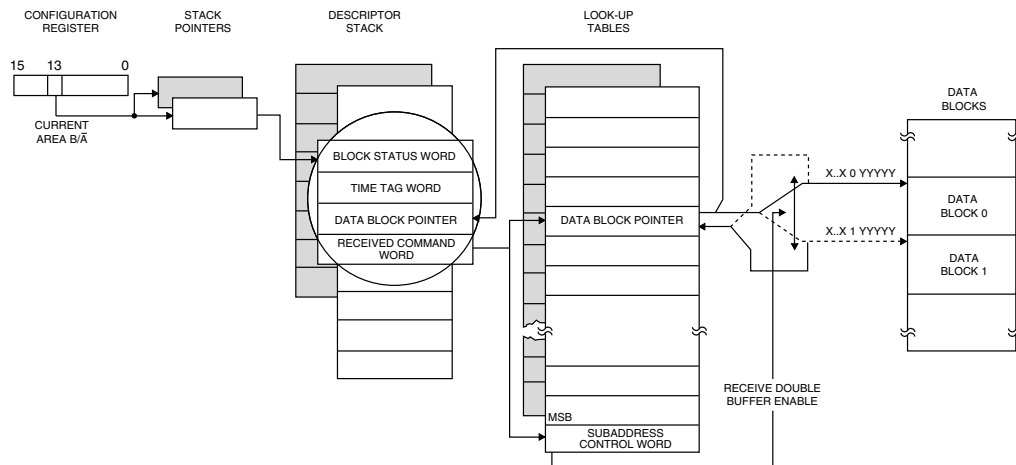 CONFIGURATION
REGISTER
STACK
POINTERS
DESCRIPTOR
STACK
LOOK-UP
TABLES
15 13 0
CURRENT
AREA B/A̅
BLOCK STATUS WORD
TIME TAG WORD
DATA BLOCK POINTER
RECEIVED COMMAND
WORD
DATA BLOCK POINTER
MSB
SUBADDRESS
CONTROL WORD
RECEIVE DOUBLE
BUFFER ENABLE
X..X 0 YYYYY
X..X 1 YYYYY
DATA
BLOCKS
DATA
BLOCK 0
DATA
BLOCK 1